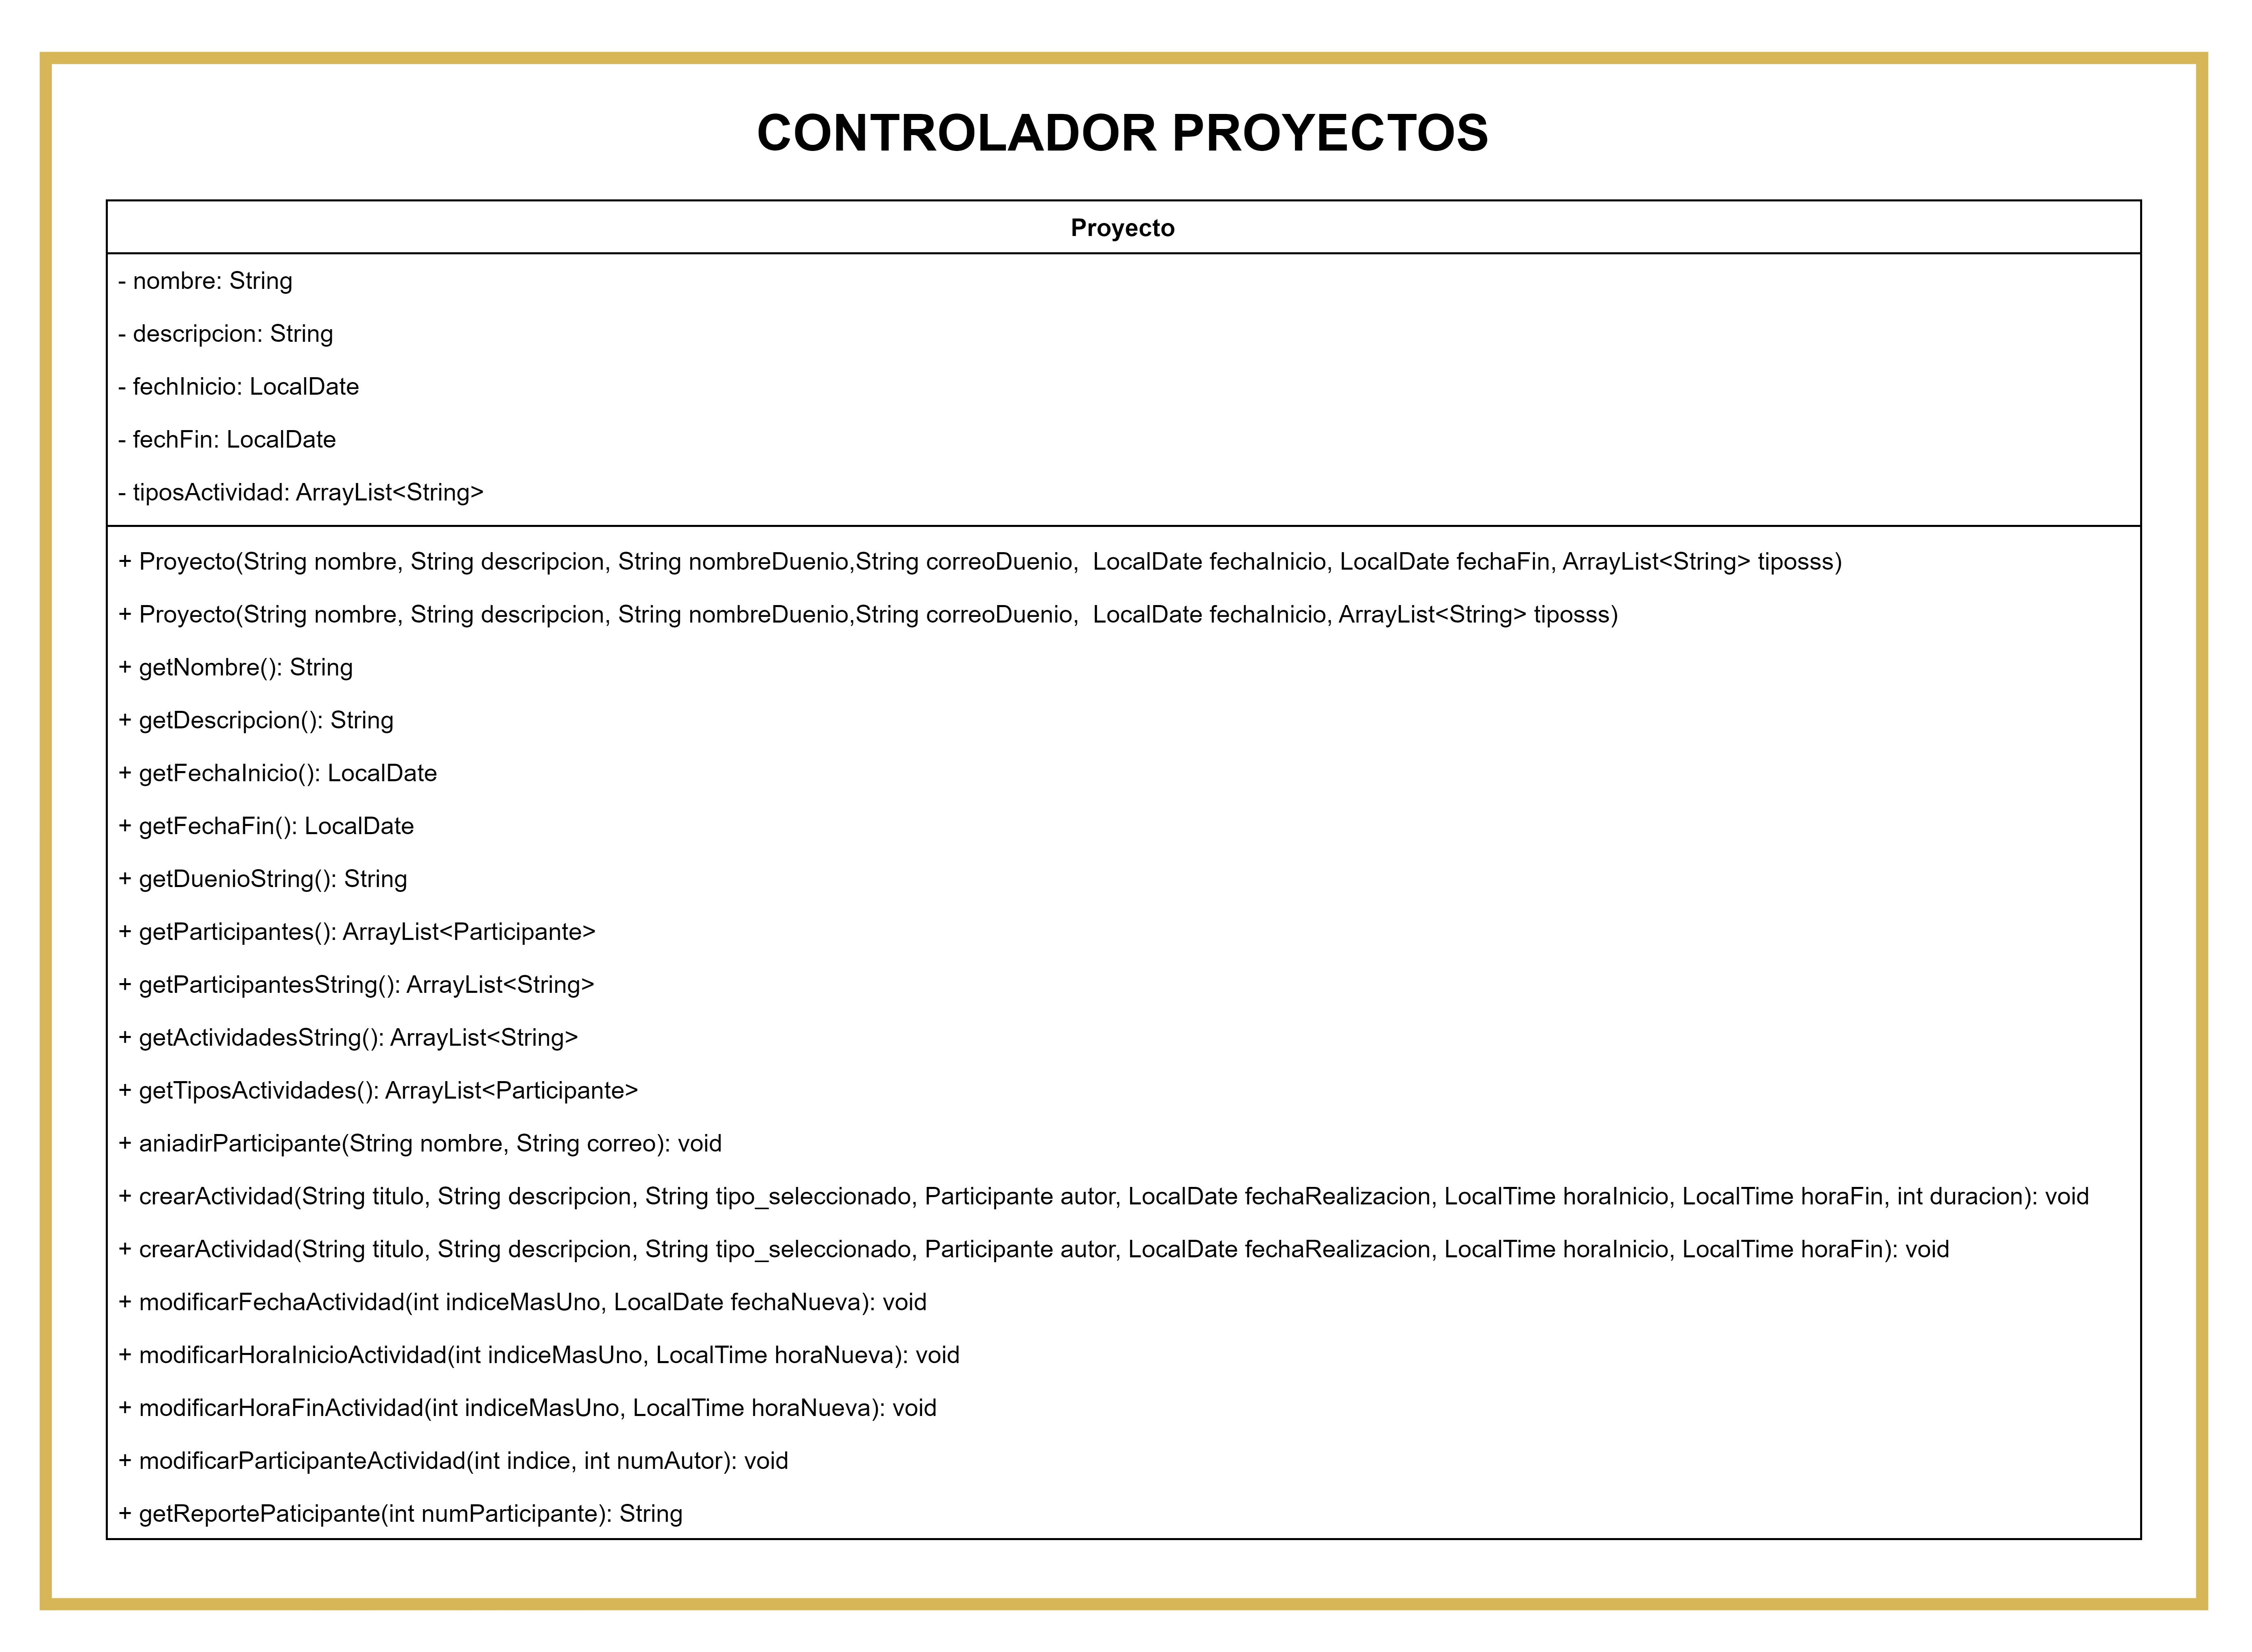 CONTROLADOR PROYECTOS
Proyecto
- nombre: String
- descripcion: String
- fechInicio: LocalDate
- fechFin: LocalDate
- tiposActividad: ArrayList<String>
+ Proyecto(String nombre, String descripcion, String nombreDuenio,String correoDuenio,  LocalDate fechaInicio, LocalDate fechaFin, ArrayList<String> tiposss)
+ Proyecto(String nombre, String descripcion, String nombreDuenio,String correoDuenio,  LocalDate fechaInicio, ArrayList<String> tiposss)
+ getNombre(): String
+ getDescripcion(): String
+ getFechaInicio(): LocalDate
+ getFechaFin(): LocalDate
+ getDuenioString(): String
+ getParticipantes(): ArrayList<Participante>
+ getParticipantesString(): ArrayList<String>
+ getActividadesString(): ArrayList<String>
+ getTiposActividades(): ArrayList<Participante>
+ aniadirParticipante(String nombre, String correo): void
+ crearActividad(String titulo, String descripcion, String tipo_seleccionado, Participante autor, LocalDate fechaRealizacion, LocalTime horaInicio, LocalTime horaFin, int duracion): void
+ crearActividad(String titulo, String descripcion, String tipo_seleccionado, Participante autor, LocalDate fechaRealizacion, LocalTime horaInicio, LocalTime horaFin): void
+ modificarFechaActividad(int indiceMasUno, LocalDate fechaNueva): void
+ modificarHoraInicioActividad(int indiceMasUno, LocalTime horaNueva): void
+ modificarHoraFinActividad(int indiceMasUno, LocalTime horaNueva): void
+ modificarParticipanteActividad(int indice, int numAutor): void
+ getReportePaticipante(int numParticipante): String